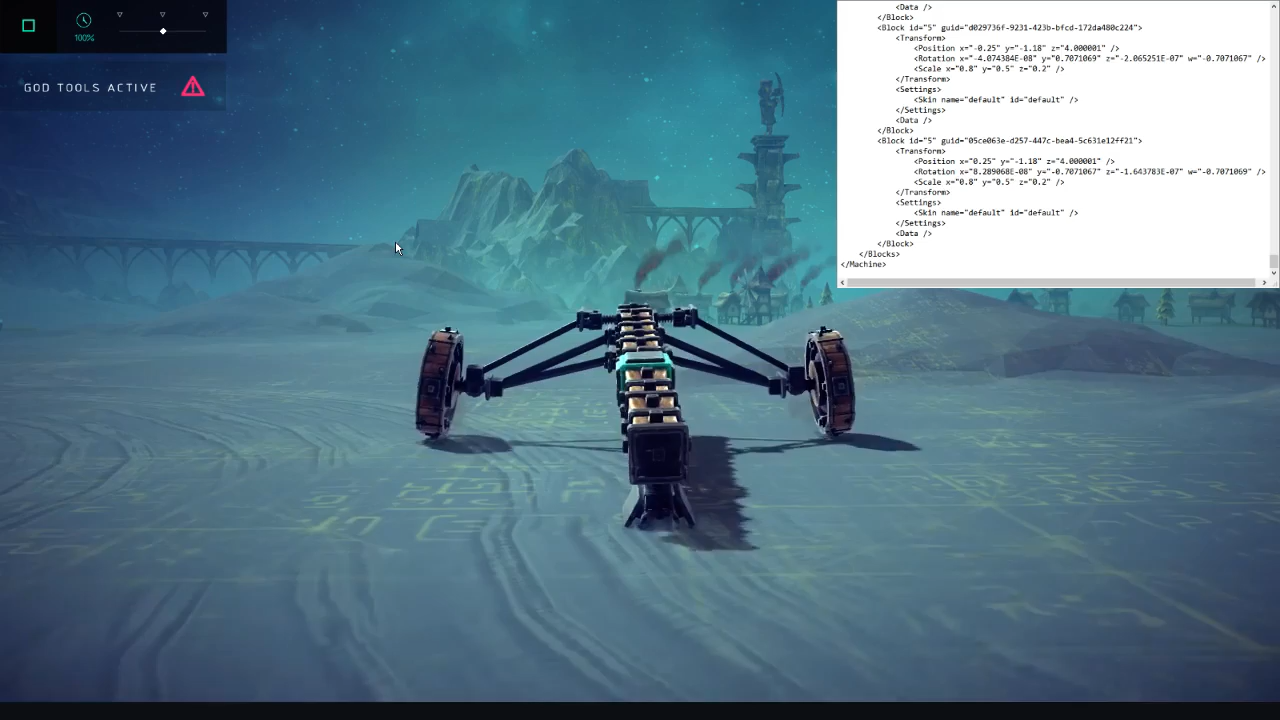 100%
GOD TOOLS ACTIVE
<Data />
</Block>
<Block id="5" guid="d029736f-9231-423b-bfcd-172da480c224">
<Transform>
<Position x="-0.25" y="-1.18" z="4.000001" />
<Rotation x="-4.074384E-08" y="0.7071069" z="-2.065251E-07" w="-0.7071067" />
<Scale x="0.8" y="0.5" z="0.2" />
</Transform>
<Settings>
<Skin name="default" id="default" />
</Settings>
<Data />
</Block>
<Block id="5" guid="05ce063e-d257-447c-bea4-5c631e12ff21">
<Transform>
<Position x="0.25" y="-1.18" z="4.000001" />
<Rotation x="8.289068E-08" y="-0.7071067" z="-1.643783E-07" w="-0.7071069" />
<Scale x="0.8" y="0.5" z="0.2" />
</Transform>
<Settings>
<Skin name="default" id="default" />
</Settings>
<Data />
</Block>
</Blocks>
</Machine>